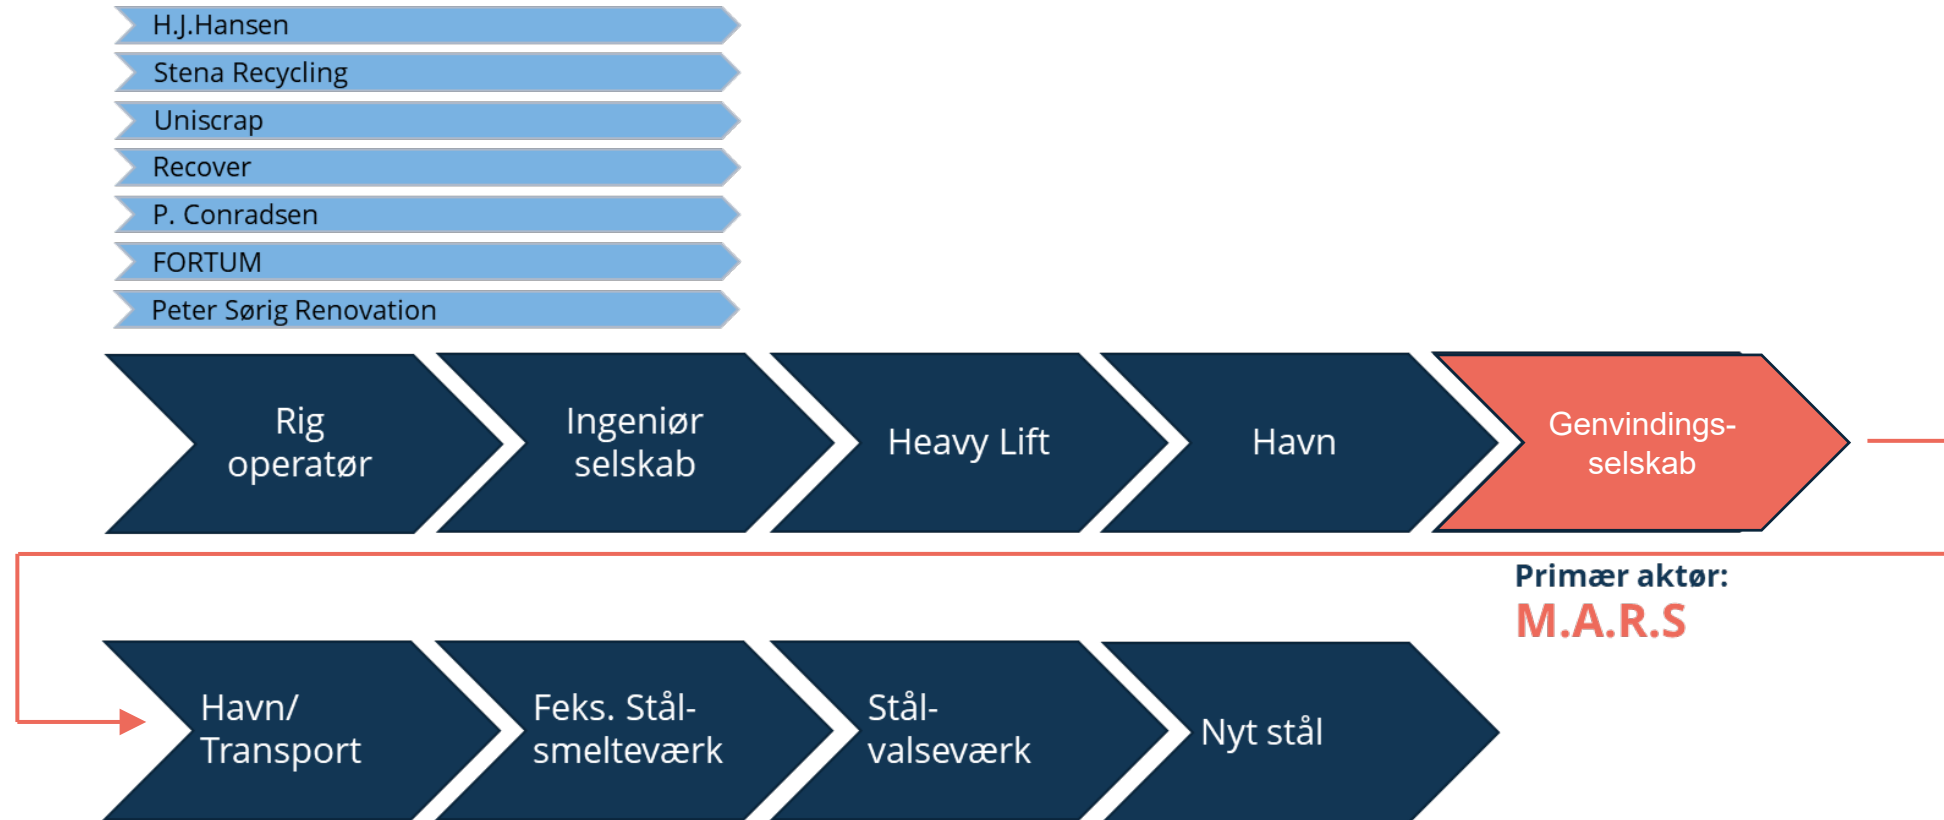 H.J.Hansen
Stena Recycling
Uniscrap
Recover
P. Conradsen
FORTUM
Peter Sørig Renovation
Rig
operatør
Ingeniør
selskab
Heavy Lift
Havn
Genvindings-
selskab
Primær aktør:
M.A.R.S
Havn/
Transport
Feks. Stål-
smelteværk
Stål-
valseværk
Nyt stål